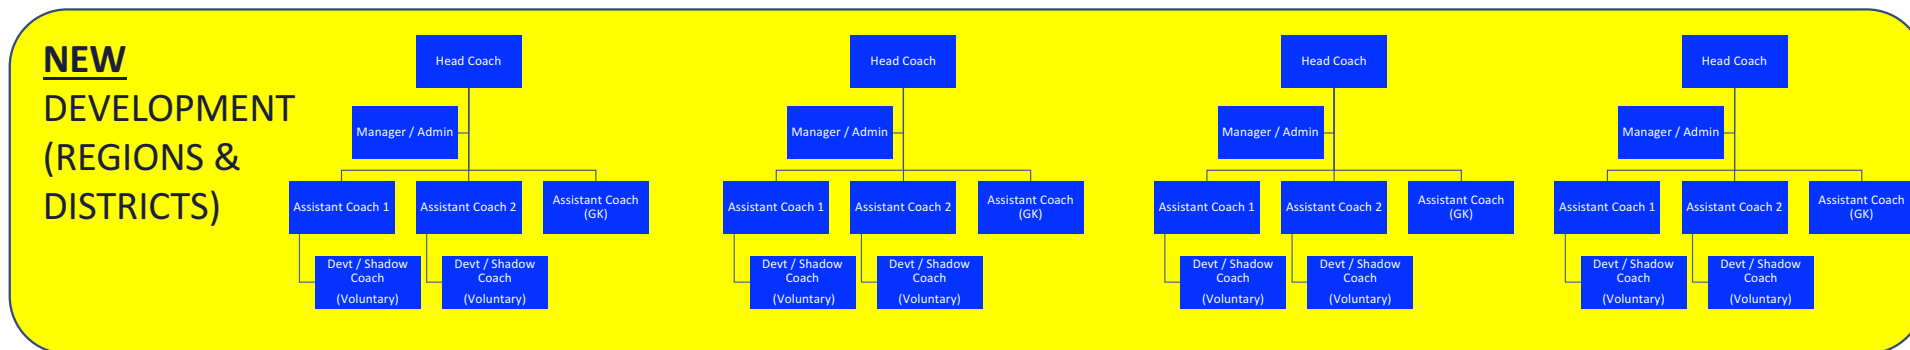 NEW
DEVELOPMENT
(REGIONS &
DISTRICTS)
Head Coach
Manager / Admin
Assistant Coach 1
Assistant Coach 2
Assistant Coach
(GK)
Devt / Shadow
Coach
(Voluntary)
Devt / Shadow
Coach
(Voluntary)
Head Coach
Manager / Admin
Assistant Coach 1
Assistant Coach 2
Assistant Coach
(GK)
Devt / Shadow
Coach
(Voluntary)
Devt / Shadow
Coach
(Voluntary)
Head Coach
Manager / Admin
Assistant Coach 1
Assistant Coach 2
Assistant Coach
(GK)
Devt / Shadow
Coach
(Voluntary)
Devt / Shadow
Coach
(Voluntary)
Head Coach
Manager / Admin
Assistant Coach 1
Assistant Coach 2
Assistant Coach
(GK)
Devt / Shadow
Coach
(Voluntary)
Devt / Shadow
Coach
(Voluntary)